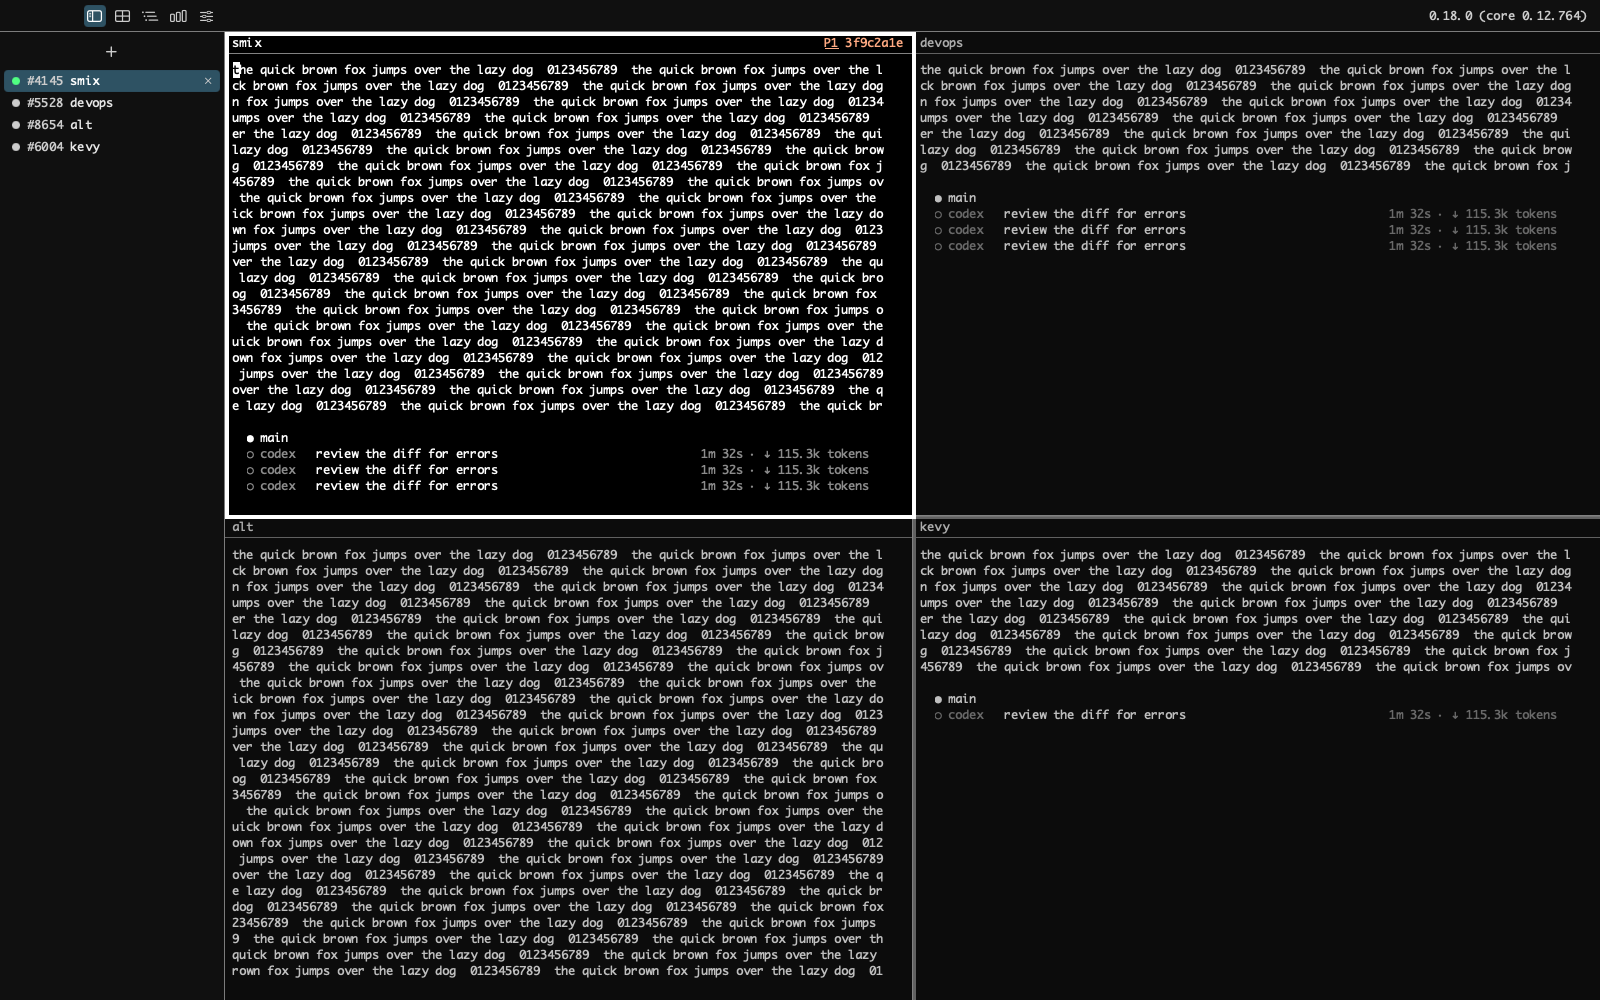 0.18.0 (core 0.12.764)
+
#4145 smix ×
#5528 devops
#8654 alt
#6004 kevy
smix P1 3f9c2a1e
the quick brown fox jumps over the lazy dog  0123456789  the quick brown fox jumps over the l
ck brown fox jumps over the lazy dog  0123456789  the quick brown fox jumps over the lazy dog
n fox jumps over the lazy dog  0123456789  the quick brown fox jumps over the lazy dog  01234
umps over the lazy dog  0123456789  the quick brown fox jumps over the lazy dog  0123456789
er the lazy dog  0123456789  the quick brown fox jumps over the lazy dog  0123456789  the qui
lazy dog  0123456789  the quick brown fox jumps over the lazy dog  0123456789  the quick brow
g  0123456789  the quick brown fox jumps over the lazy dog  0123456789  the quick brown fox j
456789  the quick brown fox jumps over the lazy dog  0123456789  the quick brown fox jumps ov
 the quick brown fox jumps over the lazy dog  0123456789  the quick brown fox jumps over the
ick brown fox jumps over the lazy dog  0123456789  the quick brown fox jumps over the lazy do
wn fox jumps over the lazy dog  0123456789  the quick brown fox jumps over the lazy dog  0123
jumps over the lazy dog  0123456789  the quick brown fox jumps over the lazy dog  0123456789
ver the lazy dog  0123456789  the quick brown fox jumps over the lazy dog  0123456789  the qu
 lazy dog  0123456789  the quick brown fox jumps over the lazy dog  0123456789  the quick bro
og  0123456789  the quick brown fox jumps over the lazy dog  0123456789  the quick brown fox
3456789  the quick brown fox jumps over the lazy dog  0123456789  the quick brown fox jumps o
  the quick brown fox jumps over the lazy dog  0123456789  the quick brown fox jumps over the
uick brown fox jumps over the lazy dog  0123456789  the quick brown fox jumps over the lazy d
own fox jumps over the lazy dog  0123456789  the quick brown fox jumps over the lazy dog  012
 jumps over the lazy dog  0123456789  the quick brown fox jumps over the lazy dog  0123456789
over the lazy dog  0123456789  the quick brown fox jumps over the lazy dog  0123456789  the q
e lazy dog  0123456789  the quick brown fox jumps over the lazy dog  0123456789  the quick br
● main
○ codex review the diff for errors 1m 32s · ↓ 115.3k tokens
○ codex review the diff for errors 1m 32s · ↓ 115.3k tokens
○ codex review the diff for errors 1m 32s · ↓ 115.3k tokens
devops
the quick brown fox jumps over the lazy dog  0123456789  the quick brown fox jumps over the l
ck brown fox jumps over the lazy dog  0123456789  the quick brown fox jumps over the lazy dog
n fox jumps over the lazy dog  0123456789  the quick brown fox jumps over the lazy dog  01234
umps over the lazy dog  0123456789  the quick brown fox jumps over the lazy dog  0123456789
er the lazy dog  0123456789  the quick brown fox jumps over the lazy dog  0123456789  the qui
lazy dog  0123456789  the quick brown fox jumps over the lazy dog  0123456789  the quick brow
g  0123456789  the quick brown fox jumps over the lazy dog  0123456789  the quick brown fox j
● main
○ codex review the diff for errors 1m 32s · ↓ 115.3k tokens
○ codex review the diff for errors 1m 32s · ↓ 115.3k tokens
○ codex review the diff for errors 1m 32s · ↓ 115.3k tokens
alt
the quick brown fox jumps over the lazy dog  0123456789  the quick brown fox jumps over the l
ck brown fox jumps over the lazy dog  0123456789  the quick brown fox jumps over the lazy dog
n fox jumps over the lazy dog  0123456789  the quick brown fox jumps over the lazy dog  01234
umps over the lazy dog  0123456789  the quick brown fox jumps over the lazy dog  0123456789
er the lazy dog  0123456789  the quick brown fox jumps over the lazy dog  0123456789  the qui
lazy dog  0123456789  the quick brown fox jumps over the lazy dog  0123456789  the quick brow
g  0123456789  the quick brown fox jumps over the lazy dog  0123456789  the quick brown fox j
456789  the quick brown fox jumps over the lazy dog  0123456789  the quick brown fox jumps ov
 the quick brown fox jumps over the lazy dog  0123456789  the quick brown fox jumps over the
ick brown fox jumps over the lazy dog  0123456789  the quick brown fox jumps over the lazy do
wn fox jumps over the lazy dog  0123456789  the quick brown fox jumps over the lazy dog  0123
jumps over the lazy dog  0123456789  the quick brown fox jumps over the lazy dog  0123456789
ver the lazy dog  0123456789  the quick brown fox jumps over the lazy dog  0123456789  the qu
 lazy dog  0123456789  the quick brown fox jumps over the lazy dog  0123456789  the quick bro
og  0123456789  the quick brown fox jumps over the lazy dog  0123456789  the quick brown fox
3456789  the quick brown fox jumps over the lazy dog  0123456789  the quick brown fox jumps o
  the quick brown fox jumps over the lazy dog  0123456789  the quick brown fox jumps over the
uick brown fox jumps over the lazy dog  0123456789  the quick brown fox jumps over the lazy d
own fox jumps over the lazy dog  0123456789  the quick brown fox jumps over the lazy dog  012
 jumps over the lazy dog  0123456789  the quick brown fox jumps over the lazy dog  0123456789
over the lazy dog  0123456789  the quick brown fox jumps over the lazy dog  0123456789  the q
e lazy dog  0123456789  the quick brown fox jumps over the lazy dog  0123456789  the quick br
dog  0123456789  the quick brown fox jumps over the lazy dog  0123456789  the quick brown fox
23456789  the quick brown fox jumps over the lazy dog  0123456789  the quick brown fox jumps
9  the quick brown fox jumps over the lazy dog  0123456789  the quick brown fox jumps over th
quick brown fox jumps over the lazy dog  0123456789  the quick brown fox jumps over the lazy
rown fox jumps over the lazy dog  0123456789  the quick brown fox jumps over the lazy dog  01
kevy
the quick brown fox jumps over the lazy dog  0123456789  the quick brown fox jumps over the l
ck brown fox jumps over the lazy dog  0123456789  the quick brown fox jumps over the lazy dog
n fox jumps over the lazy dog  0123456789  the quick brown fox jumps over the lazy dog  01234
umps over the lazy dog  0123456789  the quick brown fox jumps over the lazy dog  0123456789
er the lazy dog  0123456789  the quick brown fox jumps over the lazy dog  0123456789  the qui
lazy dog  0123456789  the quick brown fox jumps over the lazy dog  0123456789  the quick brow
g  0123456789  the quick brown fox jumps over the lazy dog  0123456789  the quick brown fox j
456789  the quick brown fox jumps over the lazy dog  0123456789  the quick brown fox jumps ov
● main
○ codex review the diff for errors 1m 32s · ↓ 115.3k tokens